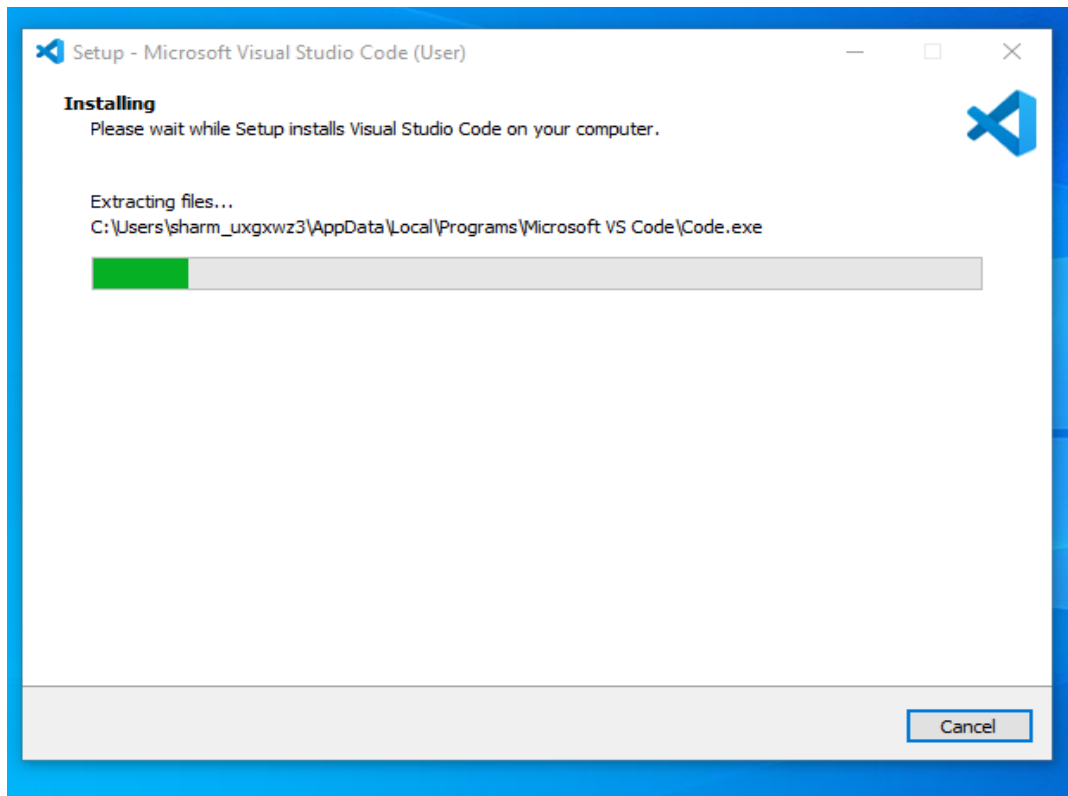 Setup - Microsoft Visual Studio Code (User)
Installing
Please wait while Setup installs Visual Studio Code on your computer.
Extracting files...
C:\Users\sharm_uxgxwz3\AppData\Local\Programs\Microsoft VS Code\Code.exe
Cancel